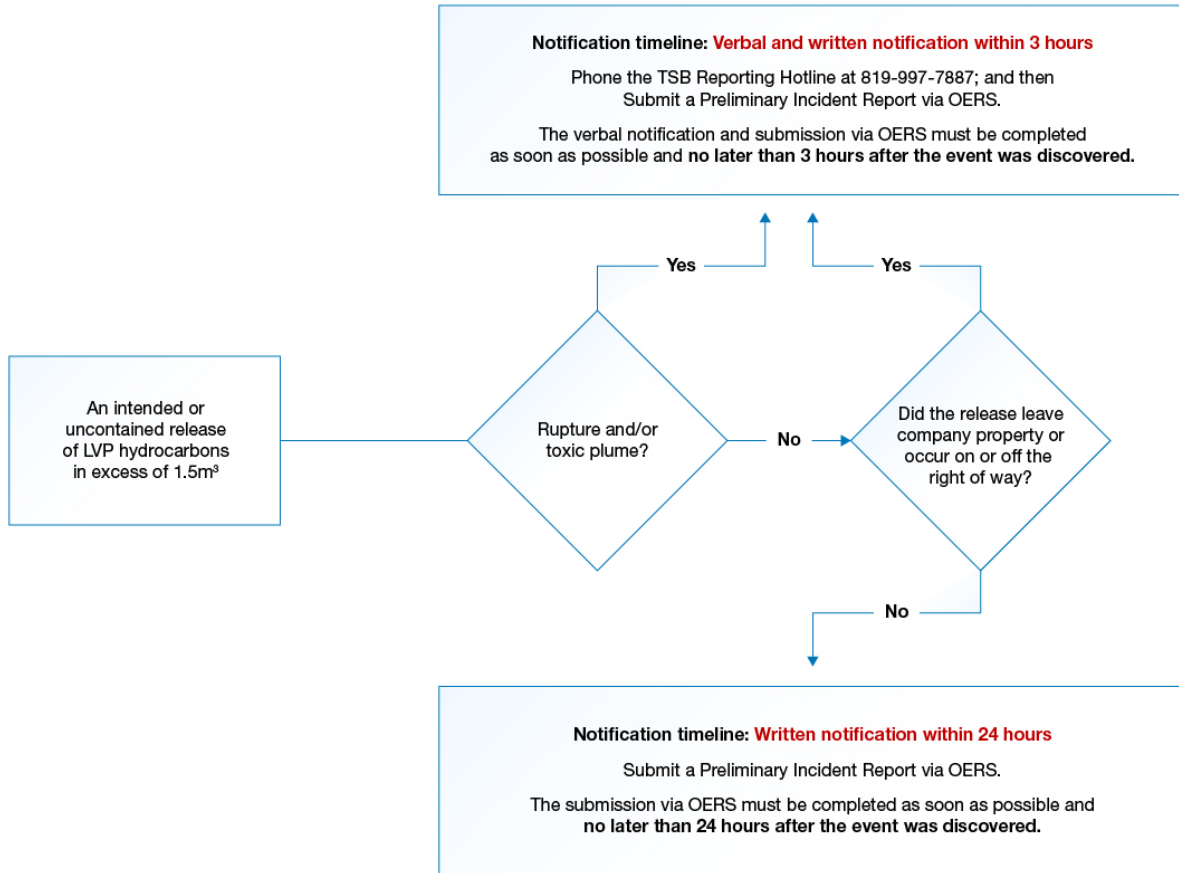 Notification timeline: Verbal and written notification within 3 hours
Phone the TSB Reporting Hotline at 819-997-7887; and then
Submit a Preliminary Incident Report via OERS.
The verbal notification and submission via OERS must be completed
as soon as possible and no later than 3 hours after the event was discovered.
Yes
Yes
An intended or
uncontained release
of LVP hydrocarbons
in excess of 1.5m³
Rupture and/or
toxic plume?
No
Did the release leave
company property or
occur on or off the
right of way?
No
Notification timeline: Written notification within 24 hours
Submit a Preliminary Incident Report via OERS.
The submission via OERS must be completed as soon as possible and
no later than 24 hours after the event was discovered.